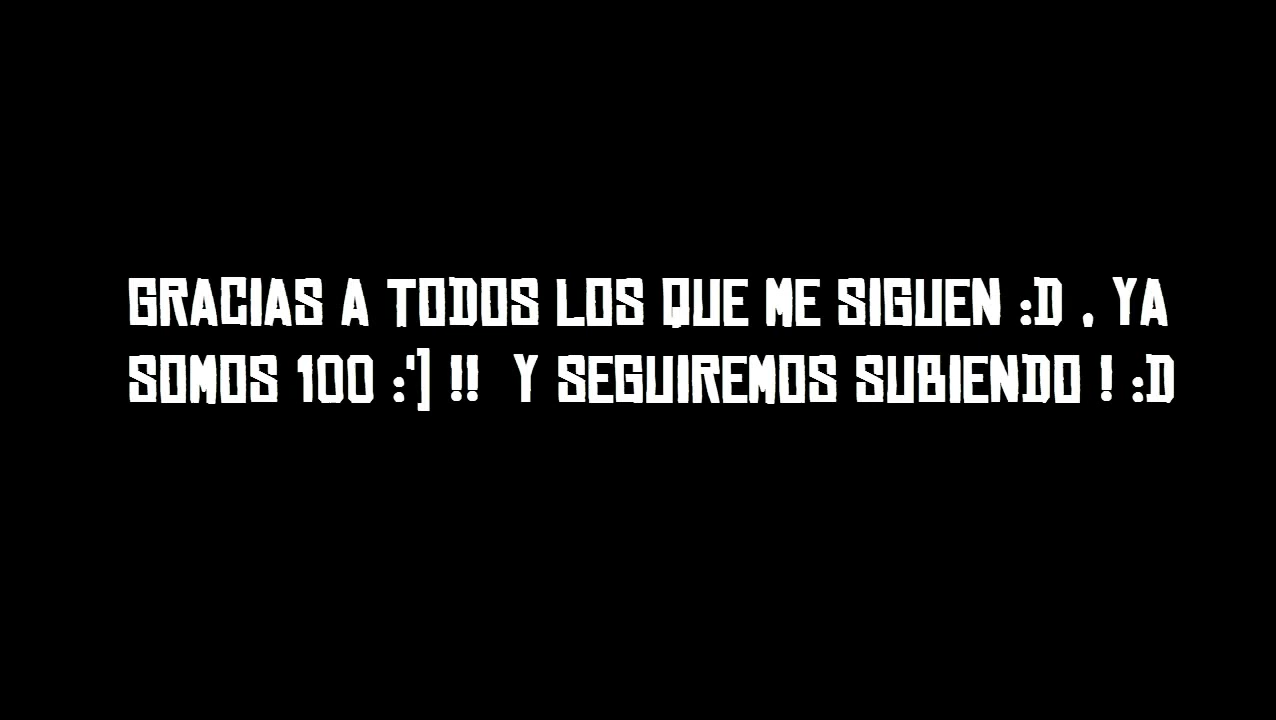 GRACIAS A TODOS LOS QUE ME SIGUEN :D , YA
SOMOS 100 :'] !! Y SEGUIREMOS SUBIENDO ! :D